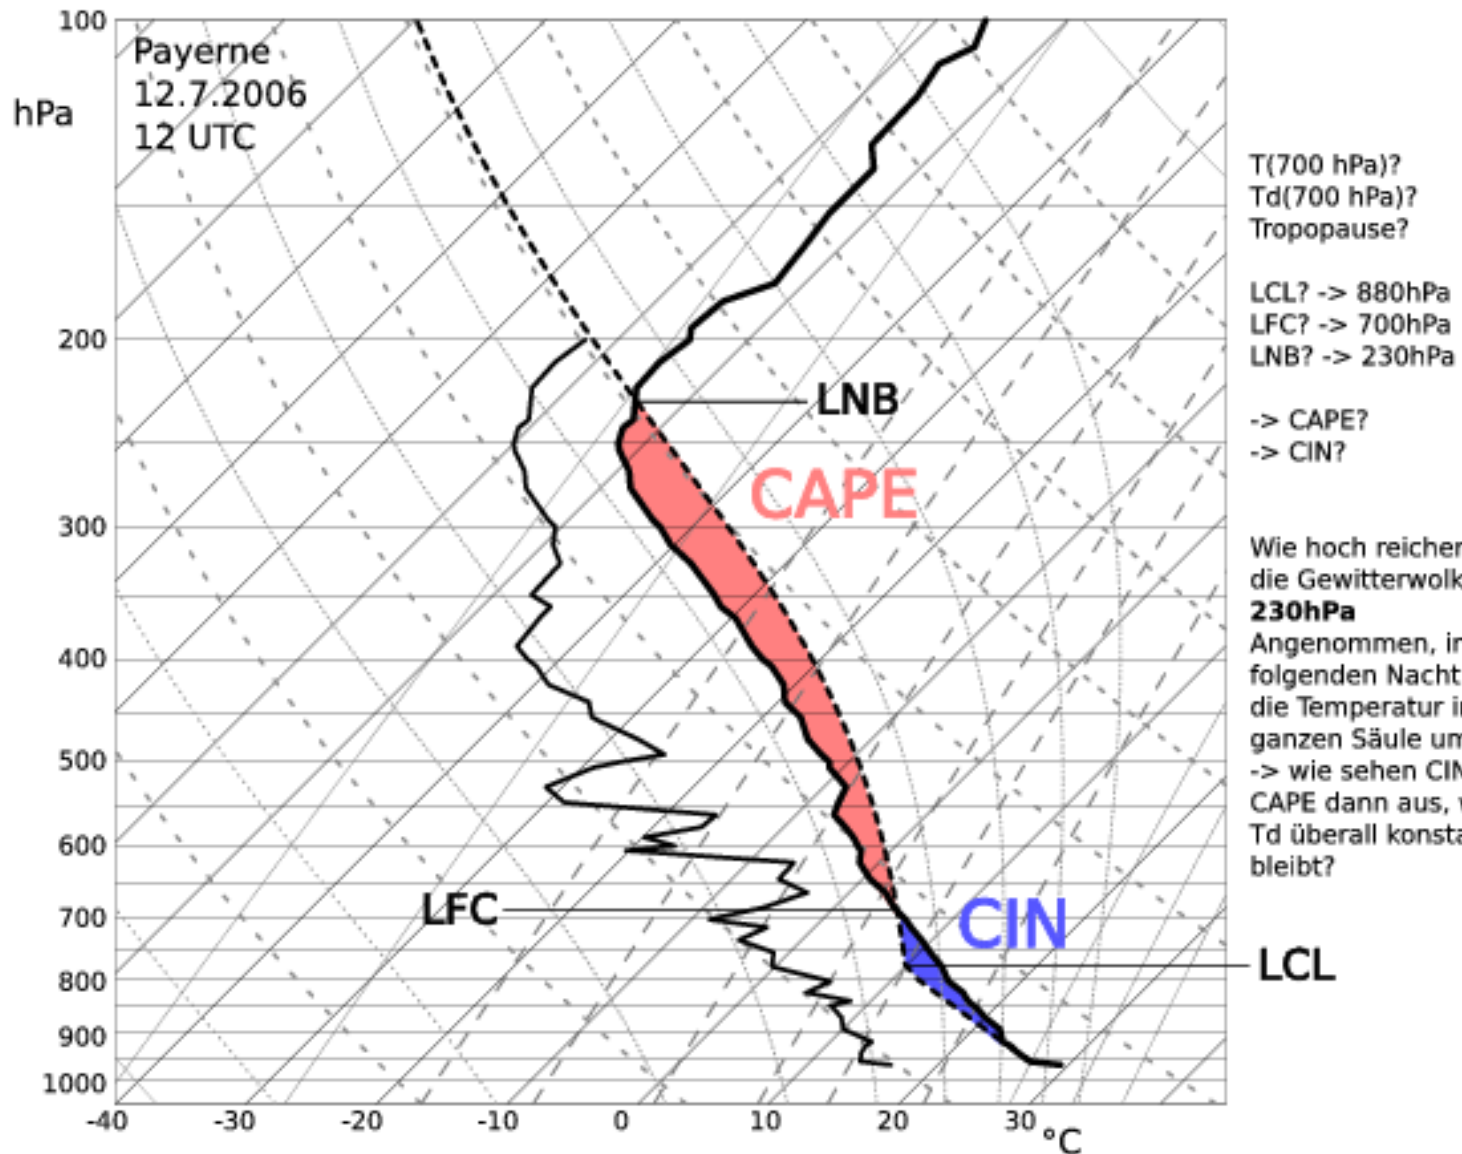 100
Payerne
12.7.2006
12 UTC
hPa
200
300
400
500
600
700
800
900
1000
-40
-30
-20
-10
0
10
20
30
°C
LNB
CAPE
LFC
CIN
LCL
T(700 hPa)?
Td(700 hPa)?
Tropopause?
LCL? -> 880hPa
LFC? -> 700hPa
LNB? -> 230hPa
-> CAPE?
-> CIN?
Wie hoch reichen
die Gewitterwolk
230hPa
Angenommen, in
folgenden Nacht
die Temperatur i
ganzen Säule um
-> wie sehen CIN
CAPE dann aus, w
Td überall konsta
bleibt?